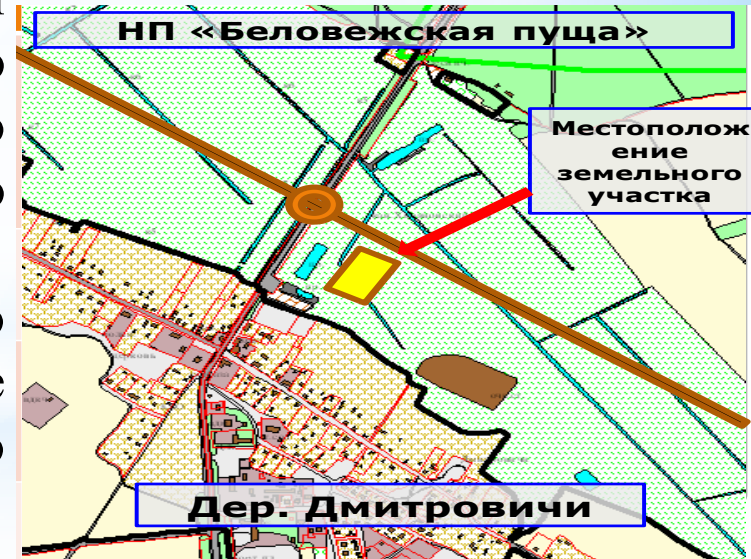 НП «Беловежская пуща»
Местополож
ение
земельного
участка
Дер. Дмитровичи